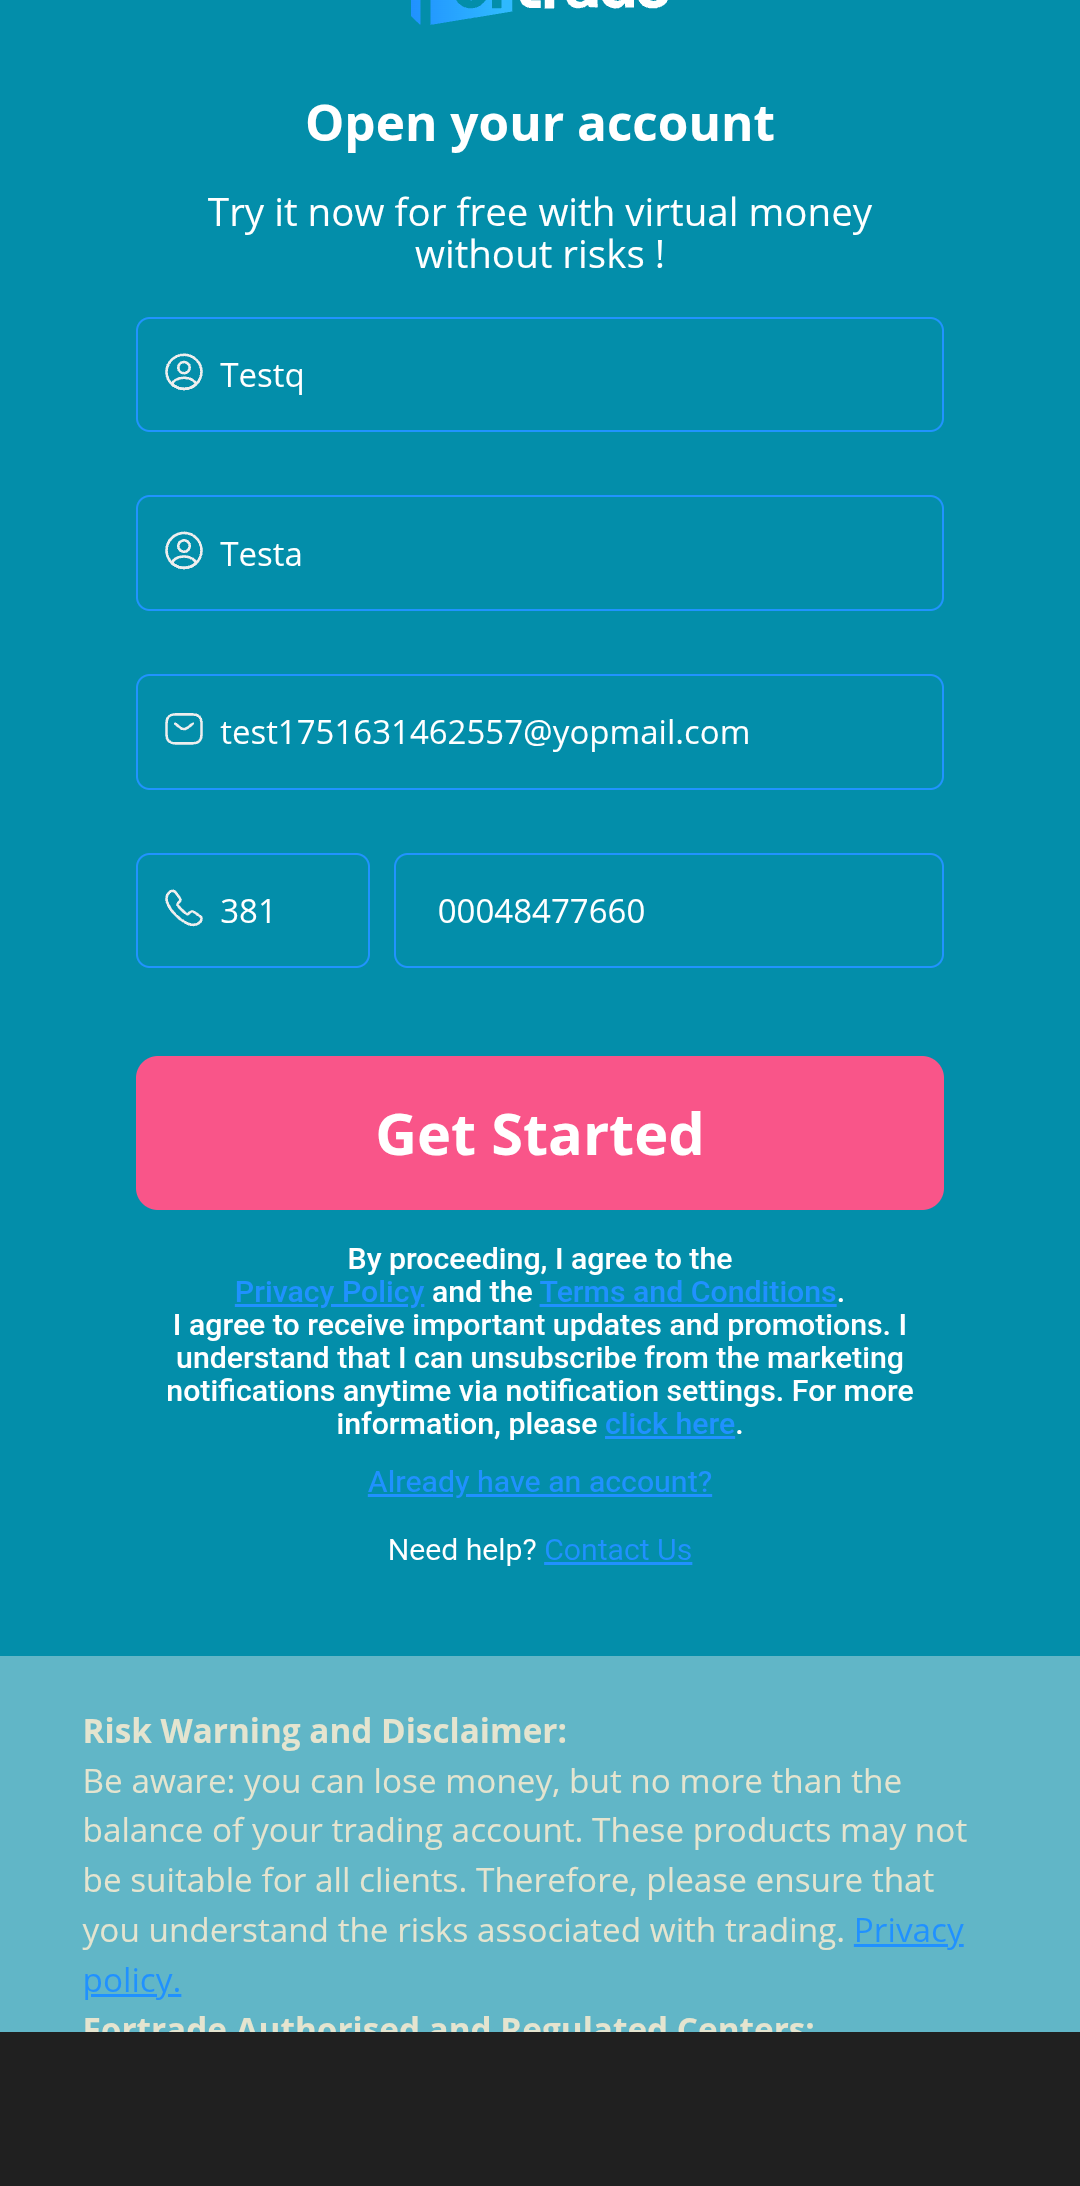 Open your account
Try it now for free with virtual money
without risks !
Testq
Testa
test1751631462557@yopmail.com
381
00048477660
Get Started
By proceeding, I agree to the
Privacy Policy and the Terms and Conditions.
I agree to receive important updates and promotions. I
understand that I can unsubscribe from the marketing
notifications anytime via notification settings. For more
information, please click here.
Already have an account?
Need help? Contact Us
Risk Warning and Disclaimer:
Be aware: you can lose money, but no more than the
balance of your trading account. These products may not
be suitable for all clients. Therefore, please ensure that
you understand the risks associated with trading. Privacy
policy.
Fortrade Authorised and Regulated Centers: